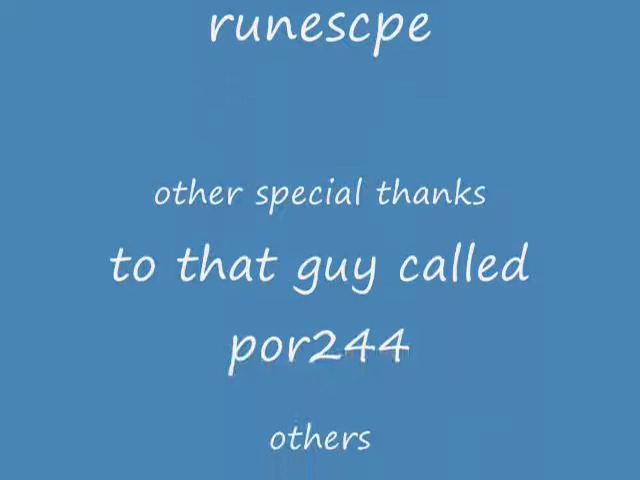 runescpe
other special thanks
to that guy called
por244
others